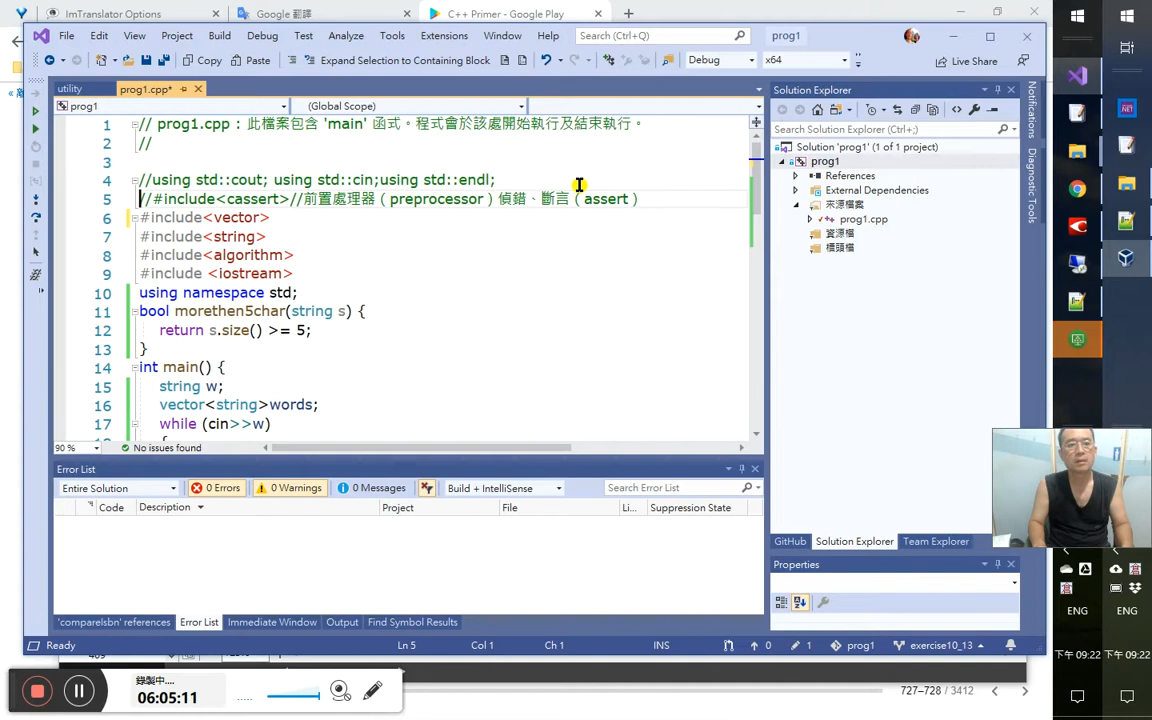 ImTranslator Options
Google 翻譯
C++ Primer - Google Play
File Edit View Project Build Debug Test Analyze Tools Extensions Window Help Search (Ctrl+Q) prog1
Copy Paste Expand Selection to Containing Block Debug x64 Live Share
utility prog1.cpp*
prog1 (Global Scope)
1 // prog1.cpp : 此檔案包含 'main' 函式。程式會於該處開始執行及結束執行。
2 //
3
4 //using std::cout; using std::cin;using std::endl;
5 //#include<cassert>//前置處理器（preprocessor）偵錯、斷言（assert）
6 #include<vector>
7 #include<string>
8 #include<algorithm>
9 #include <iostream>
10 using namespace std;
11 bool morethen5char(string s) {
12 return s.size() >= 5;
13 }
14 int main() {
15 string w;
16 vector<string>words;
17 while (cin>>w)
{
90 % No issues found
Error List
Entire Solution 0 Errors 0 Warnings 0 Messages Build + IntelliSense Search Error List
Code Description Project File Li... Suppression State
'compareIsbn' references Error List Immediate Window Output Find Symbol Results
Solution Explorer
Search Solution Explorer (Ctrl+;)
Solution 'prog1' (1 of 1 project)
prog1
References
External Dependencies
來源檔案
prog1.cpp
資源檔
標頭檔
GitHub Solution Explorer Team Explorer
Properties
Notifications
Diagnostic Tools
Ready Ln 5 Col 1 Ch 1 INS 0 1 prog1 exercise10_13
錄製中....
06:05:11
727–728 / 3412
ENG ENG
下午 09:22 下午 09:22